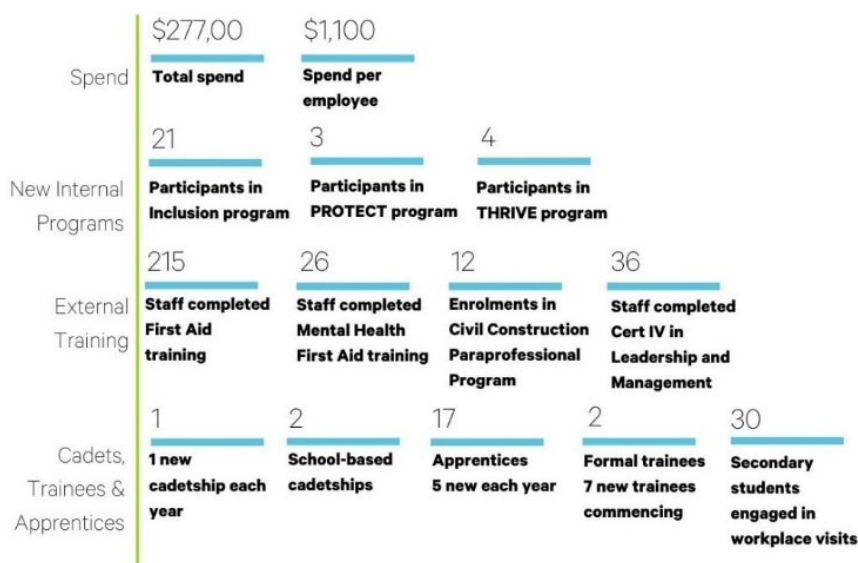 $277,00 $1,100
Spend
Total spend
Spend per
employee
21 3 4
New Internal
Programs
Participants in
Inclusion program
Participants in
PROTECT program
Participants in
THRIVE program
215 26 12 36
External
Training
Staff completed
First Aid
training
Staff completed
Mental Health
First Aid training
Enrolments in
Civil Construction
Paraprofessional
Program
Staff completed
Cert IV in
Leadership and
Management
1 2 17 2 30
Cadets,
Trainees &
Apprentices
1 new
cadetship each
year
School-based
cadetships
Apprentices
5 new each year
Formal trainees
7 new trainees
commencing
Secondary
students
engaged in
workplace visits